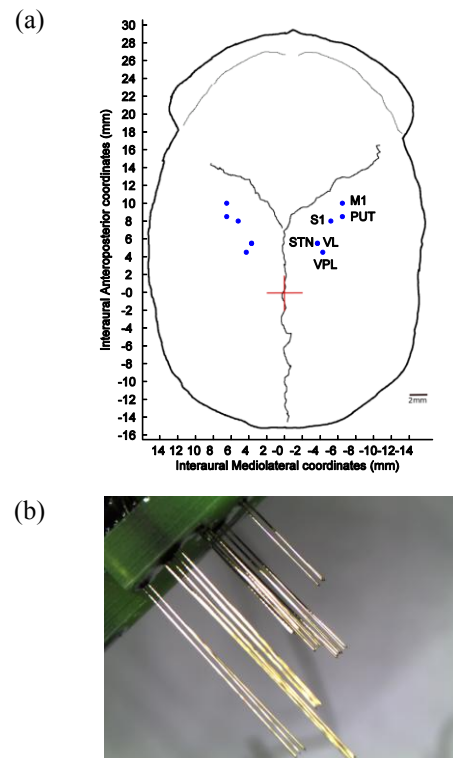 (a)
Interaural Anteroposterior coordinates (mm)
30
28
26
24
22
20
18
16
14
12
10
8
6
4
2
-0
-2
-4
-6
-8
-10
-12
-14
-16
M1
S1 PUT
STN VL
VPL
2mm
14 12 10 8 6 4 2 -0 -2 -4 -6 -8 -10 -12 -14
Interaural Mediolateral coordinates (mm)
(b)